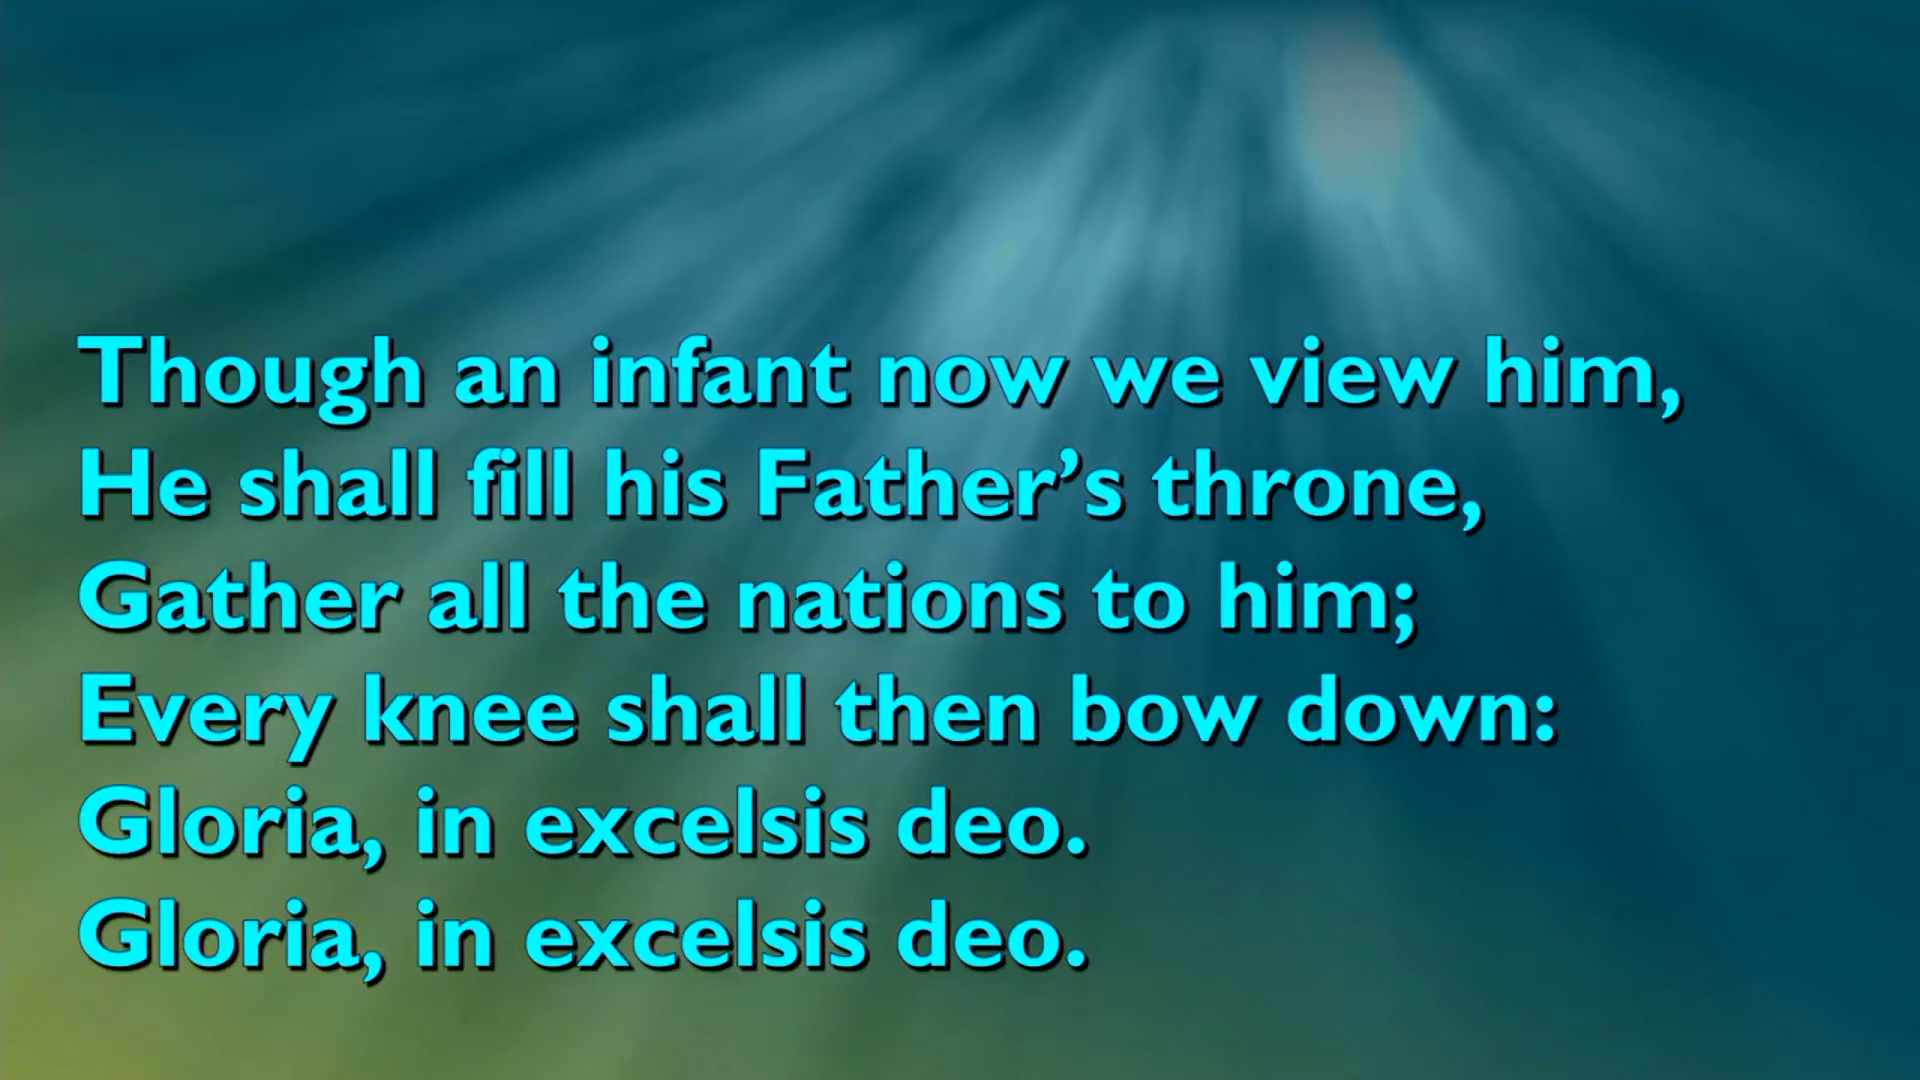 Though an infant now we view him,
He shall fill his Father’s throne,
Gather all the nations to him;
Every knee shall then bow down:
Gloria, in excelsis deo.
Gloria, in excelsis deo.